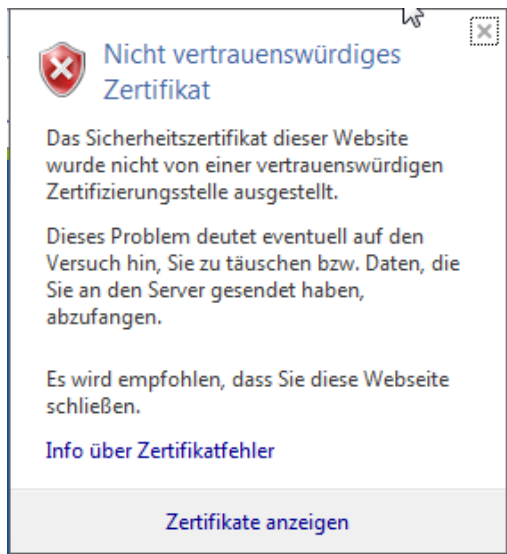 Nicht vertrauenswürdiges
Zertifikat
Das Sicherheitszertifikat dieser Website
wurde nicht von einer vertrauenswürdigen
Zertifizierungsstelle ausgestellt.
Dieses Problem deutet eventuell auf den
Versuch hin, Sie zu täuschen bzw. Daten, die
Sie an den Server gesendet haben,
abzufangen.
Es wird empfohlen, dass Sie diese Webseite
schließen.
Info über Zertifikatfehler
Zertifikate anzeigen